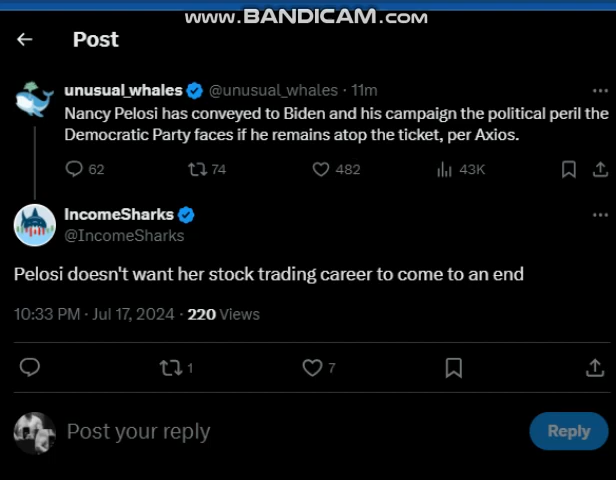 www.BANDICAM.COM
Post
unusual_whales @unusual_whales · 11m
Nancy Pelosi has conveyed to Biden and his campaign the political peril the
Democratic Party faces if he remains atop the ticket, per Axios.
62 74 482 43K
IncomeSharks
@IncomeSharks
Pelosi doesn't want her stock trading career to come to an end
10:33 PM · Jul 17, 2024 · 220 Views
1 7
Post your reply
Reply